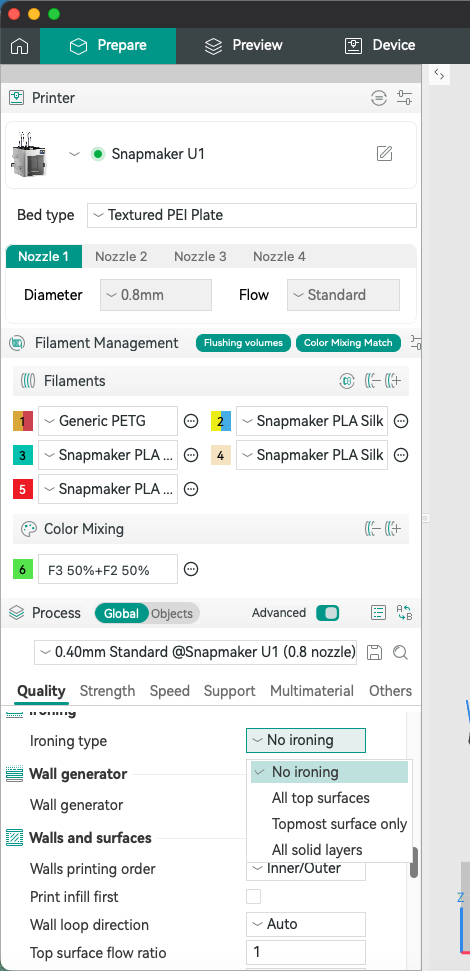 Prepare Preview Device
Printer
Snapmaker U1
Bed type Textured PEI Plate
Nozzle 1 Nozzle 2 Nozzle 3 Nozzle 4
Diameter 0.8mm Flow Standard
Filament Management Flushing volumes Color Mixing Match
Filaments
1 Generic PETG 2 Snapmaker PLA Silk
3 Snapmaker PLA ... 4 Snapmaker PLA Silk
5 Snapmaker PLA ...
Color Mixing
6 F3 50%+F2 50%
Process Global Objects Advanced
0.40mm Standard @Snapmaker U1 (0.8 nozzle)
Quality Strength Speed Support Multimaterial Others
Ironing
Ironing type No ironing
No ironing
Wall generator
All top surfaces
Wall generator
Topmost surface only
Walls and surfaces
All solid layers
Walls printing order Inner/Outer
Print infill first
Wall loop direction Auto
Z
Top surface flow ratio 1